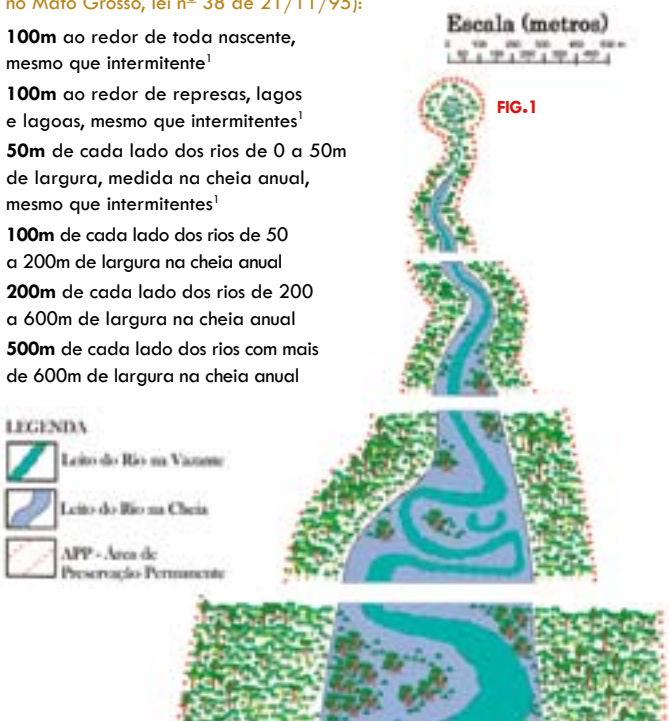 no Mato Grosso, lei nº 38 de 21/11/95):
100m ao redor de toda nascente,
mesmo que intermitente¹
100m ao redor de represas, lagos
e lagoas, mesmo que intermitentes¹
50m de cada lado dos rios de 0 a 50m
de largura, medida na cheia anual,
mesmo que intermitentes¹
100m de cada lado dos rios de 50
a 200m de largura na cheia anual
200m de cada lado dos rios de 200
a 600m de largura na cheia anual
500m de cada lado dos rios com mais
de 600m de largura na cheia anual
Escala (metros)
FIG.1
LEGENDA
Leito do Rio na Vazante
Leito do Rio na Cheia
APP - Área de
Preservação Permanente